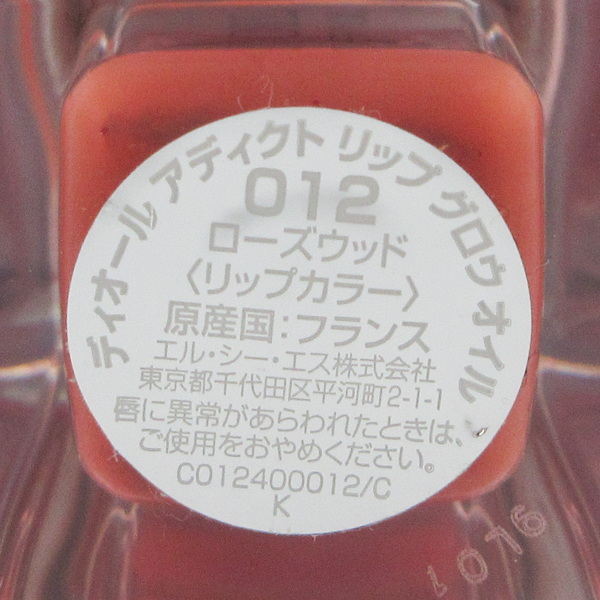 ディオール アディクト リップ グロウ オイル
012
ローズウッド
〈リップカラー〉
原産国：フランス
エル・シー・エス株式会社
東京都千代田区平河町2-1-1
唇に異常があらわれたときは、
ご使用をおやめください。
C012400012/C
K
1076